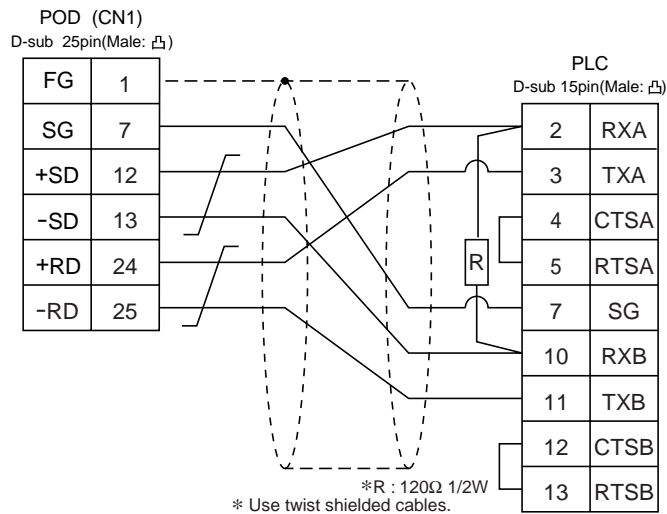 POD (CN1)
D-sub 25pin(Male: 凸)
FG 1
SG 7
+SD 12
-SD 13
+RD 24
-RD 25
PLC
D-sub 15pin(Male: 凸)
2 RXA
3 TXA
4 CTSA
5 RTSA
7 SG
10 RXB
11 TXB
12 CTSB
13 RTSB
R
*R : 120Ω 1/2W
* Use twist shielded cables.